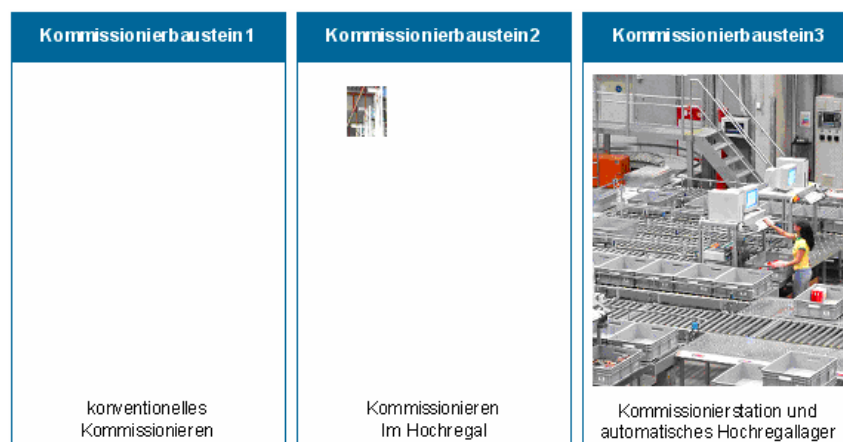 Kommissionierbaustein1
konventionelles
Kommissionieren
Kommissionierbaustein2
Kommissionieren
Im Hochregal
Kommissionierbaustein3
Kommissionierstation und
automatisches Hochregallager